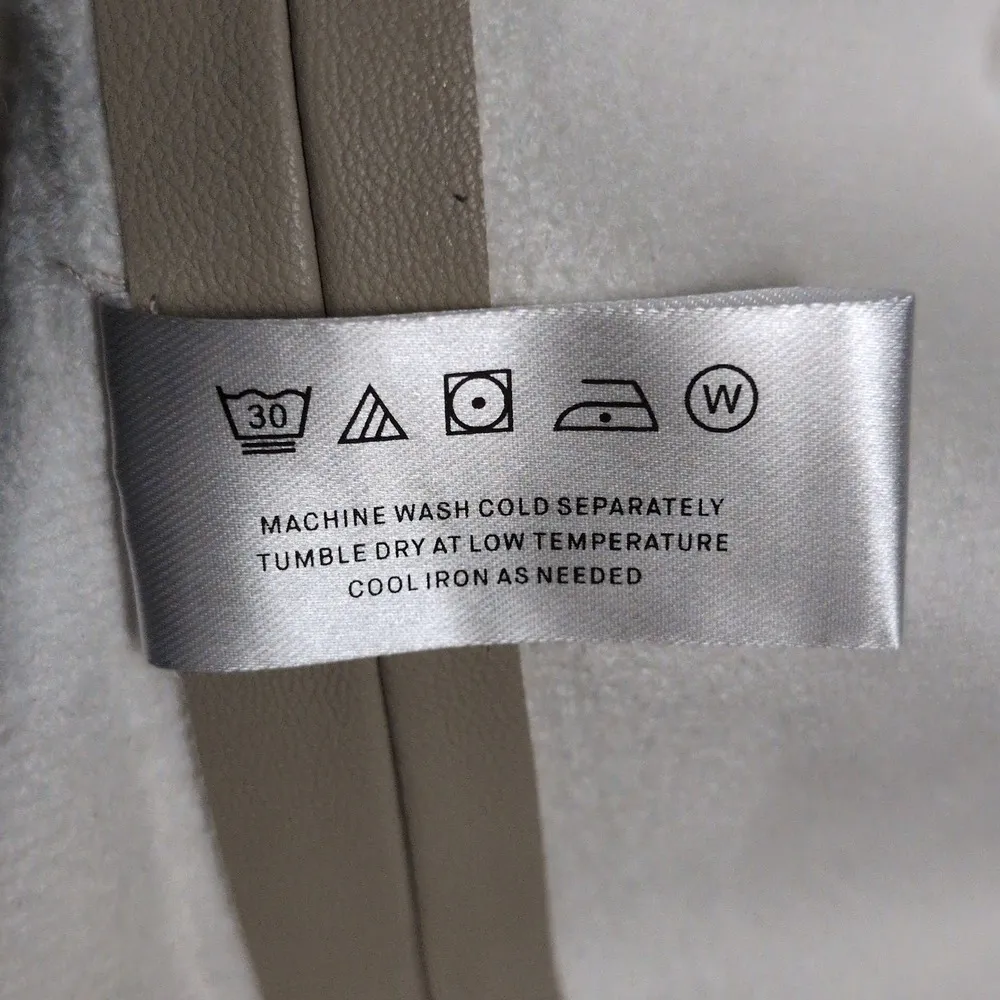 30 W
MACHINE WASH COLD SEPARATELY
TUMBLE DRY AT LOW TEMPERATURE
COOL IRON AS NEEDED